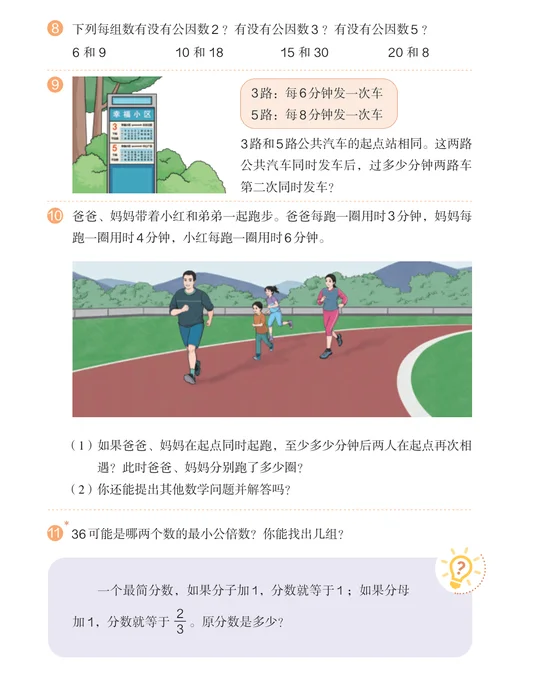 8 下列每组数有没有公因数2？有没有公因数3？有没有公因数5？
6 和 9 10 和 18 15 和 30 20 和 8
9
幸福小区
3
5
3路：每6分钟发一次车
5路：每8分钟发一次车
3路和5路公共汽车的起点站相同。这两路
公共汽车同时发车后，过多少分钟两路车
第二次同时发车？
10 爸爸、妈妈带着小红和弟弟一起跑步。爸爸每跑一圈用时3分钟，妈妈每
跑一圈用时4分钟，小红每跑一圈用时6分钟。
（1）如果爸爸、妈妈在起点同时起跑，至少多少分钟后两人在起点再次相
遇？此时爸爸、妈妈分别跑了多少圈？
（2）你还能提出其他数学问题并解答吗？
11* 36可能是哪两个数的最小公倍数？你能找出几组？
?
一个最简分数，如果分子加1，分数就等于1；如果分母
加1，分数就等于 2/3 。原分数是多少？